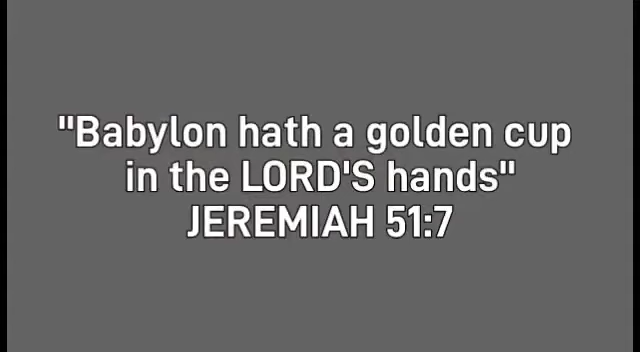 "Babylon hath a golden cup
in the LORD'S hands"
JEREMIAH 51:7